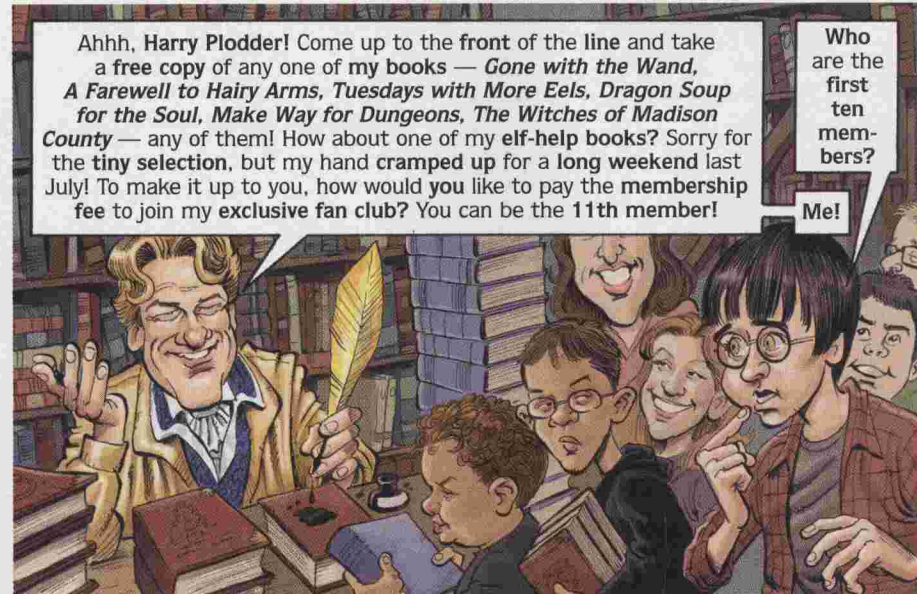 Ahhh, Harry Plodder! Come up to the front of the line and take
a free copy of any one of my books — Gone with the Wand,
A Farewell to Hairy Arms, Tuesdays with More Eels, Dragon Soup
for the Soul, Make Way for Dungeons, The Witches of Madison
County — any of them! How about one of my elf-help books? Sorry for
the tiny selection, but my hand cramped up for a long weekend last
July! To make it up to you, how would you like to pay the membership
fee to join my exclusive fan club? You can be the 11th member!
Who
are the
first
ten
mem-
bers?
Me!